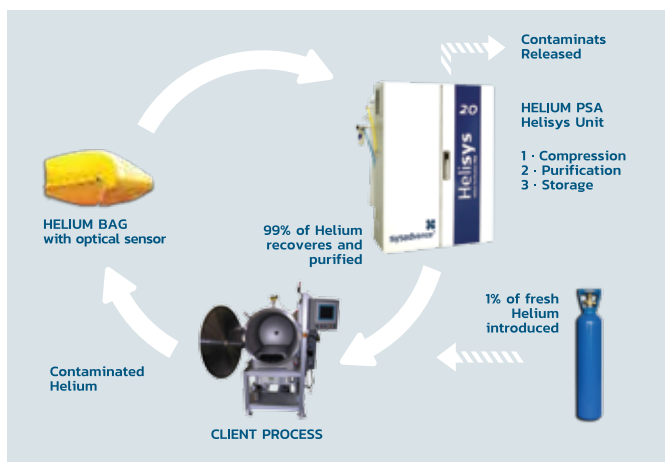 Contaminats
Released
HELIUM PSA
Helisys Unit
1 · Compression
2 · Purification
3 · Storage
20
Helisys
sysadvance
HELIUM BAG
with optical sensor
99% of Helium
recoveres and
purified
1% of fresh
Helium
introduced
Contaminated
Helium
CLIENT PROCESS